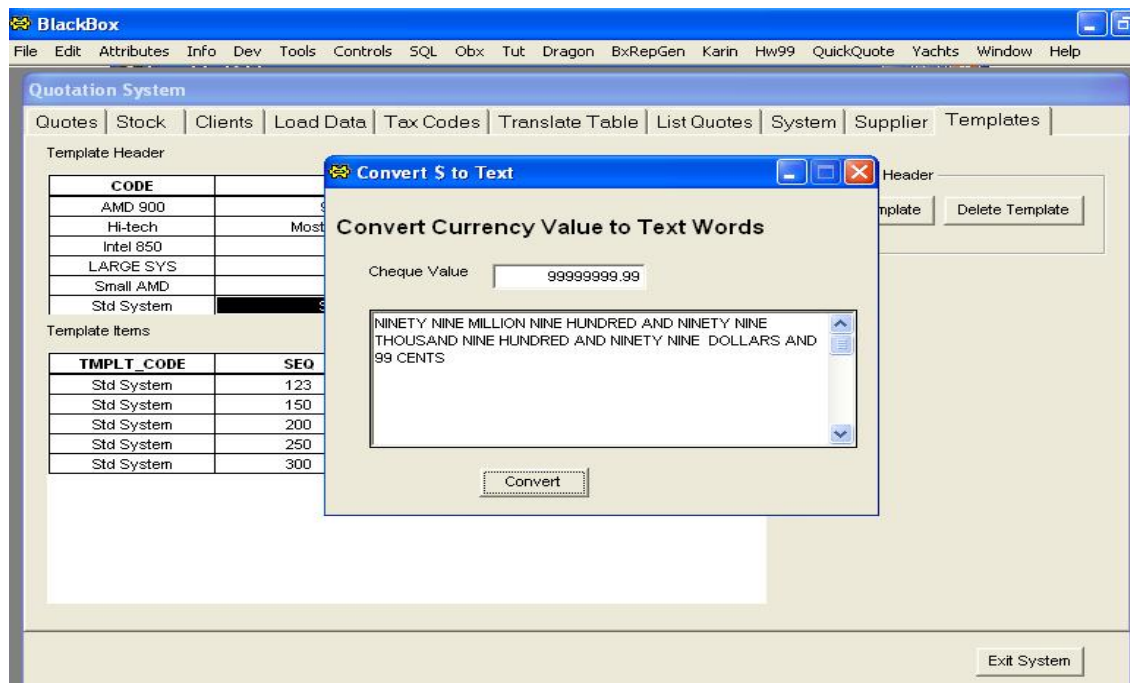 BlackBox
File Edit Attributes Info Dev Tools Controls SQL Obx Tut Dragon BxRepGen Karin Hw99 QuickQuote Yachts Window Help
Quotation System
Quotes Stock Clients Load Data Tax Codes Translate Table List Quotes System Supplier Templates
Template Header
CODE
AMD 900
Hi-tech Most
Intel 850
LARGE SYS
Small AMD
Std System
Header
Delete Template
Convert $ to Text
Convert Currency Value to Text Words
Cheque Value 99999999.99
NINETY NINE MILLION NINE HUNDRED AND NINETY NINE
THOUSAND NINE HUNDRED AND NINETY NINE DOLLARS AND
99 CENTS
Convert
Template Items
TMPLT_CODE SEQ
Std System 123
Std System 150
Std System 200
Std System 250
Std System 300
Exit System